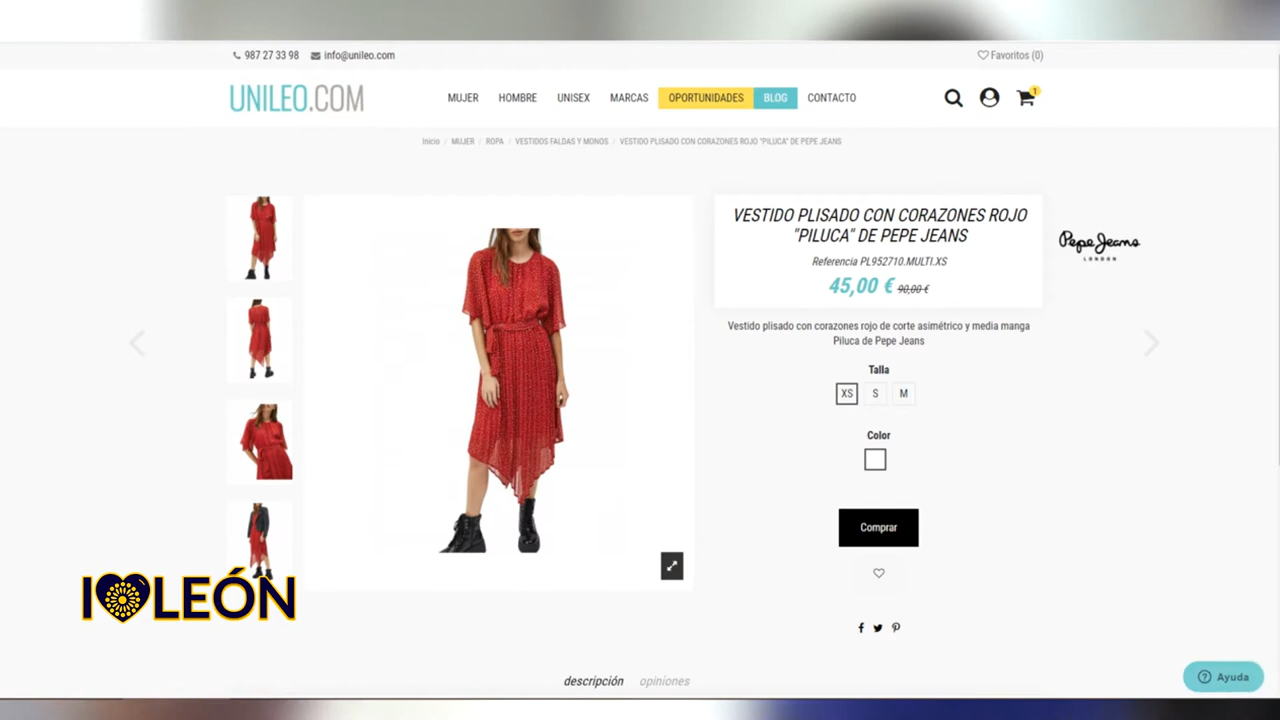 987 27 33 98 info@unileo.com Favoritos (0)
UNILEO.COM MUJER HOMBRE UNISEX MARCAS OPORTUNIDADES BLOG CONTACTO 1
Inicio / MUJER / ROPA / VESTIDOS FALDAS Y MONOS / VESTIDO PLISADO CON CORAZONES ROJO "PILUCA" DE PEPE JEANS
VESTIDO PLISADO CON CORAZONES ROJO
"PILUCA" DE PEPE JEANS
Referencia PL952710.MULTI.XS
45,00 € 90,00 €
Pepe Jeans
LONDON
Vestido plisado con corazones rojo de corte asimétrico y media manga
Piluca de Pepe Jeans
Talla
XS S M
Color
Comprar
I LEÓN
descripción opiniones
Ayuda